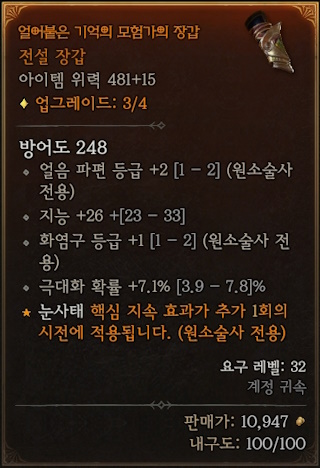 얼어붙은 기억의 모험가의 장갑
전설 장갑
아이템 위력 481+15
업그레이드: 3/4
방어도 248
얼음 파편 등급 +2 [1 - 2] (원소술사
전용)
지능 +26 +[23 - 33]
화염구 등급 +1 [1 - 2] (원소술사 전
용)
극대화 확률 +7.1% [3.9 - 7.8]%
눈사태 핵심 지속 효과가 추가 1회의
시전에 적용됩니다. (원소술사 전용)
요구 레벨: 32
계정 귀속
판매가: 10,947
내구도: 100/100